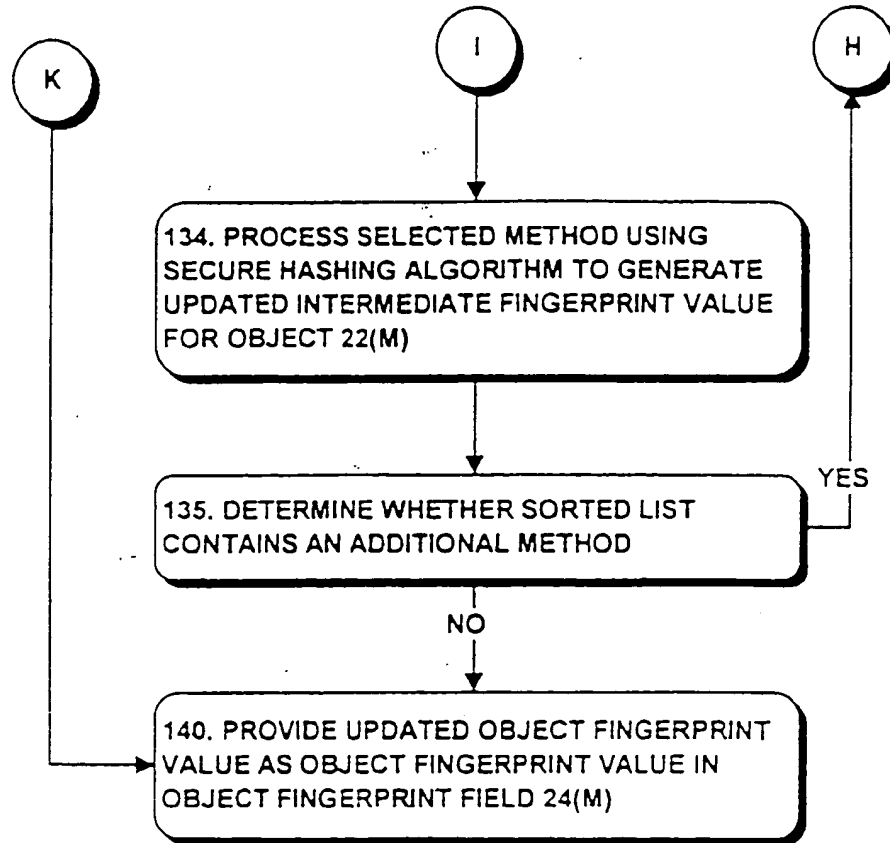 K
I
H
134. PROCESS SELECTED METHOD USING
SECURE HASHING ALGORITHM TO GENERATE
UPDATED INTERMEDIATE FINGERPRINT VALUE
FOR OBJECT 22(M)
YES
135. DETERMINE WHETHER SORTED LIST
CONTAINS AN ADDITIONAL METHOD
NO
140. PROVIDE UPDATED OBJECT FINGERPRINT
VALUE AS OBJECT FINGERPRINT VALUE IN
OBJECT FINGERPRINT FIELD 24(M)